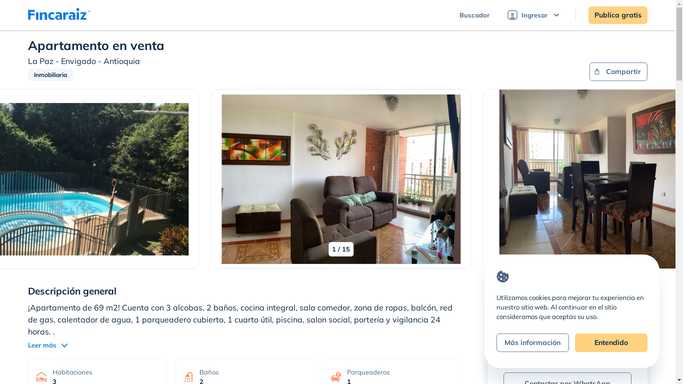 Fincaraiz
Buscador
Ingresar
Publica gratis
Apartamento en venta
La Paz - Envigado - Antioquia
Inmobiliaria
Compartir
1 / 15
Descripción general
¡Apartamento de 69 m2! Cuenta con 3 alcobas, 2 baños, cocina integral, sala comedor, zona de ropas, balcón, red
de gas, calentador de agua, 1 parqueadero cubierto, 1 cuarto útil, piscina, salon social, portería y vigilancia 24
horas. .
Leer más
Habitaciones
3
Baños
2
Parqueaderos
1
Utilizamos cookies para mejorar tu experiencia en
nuestro sitio web. Al continuar en el sitio
consideramos que aceptas su uso.
Más información
Entendido
Contactar por WhatsApp